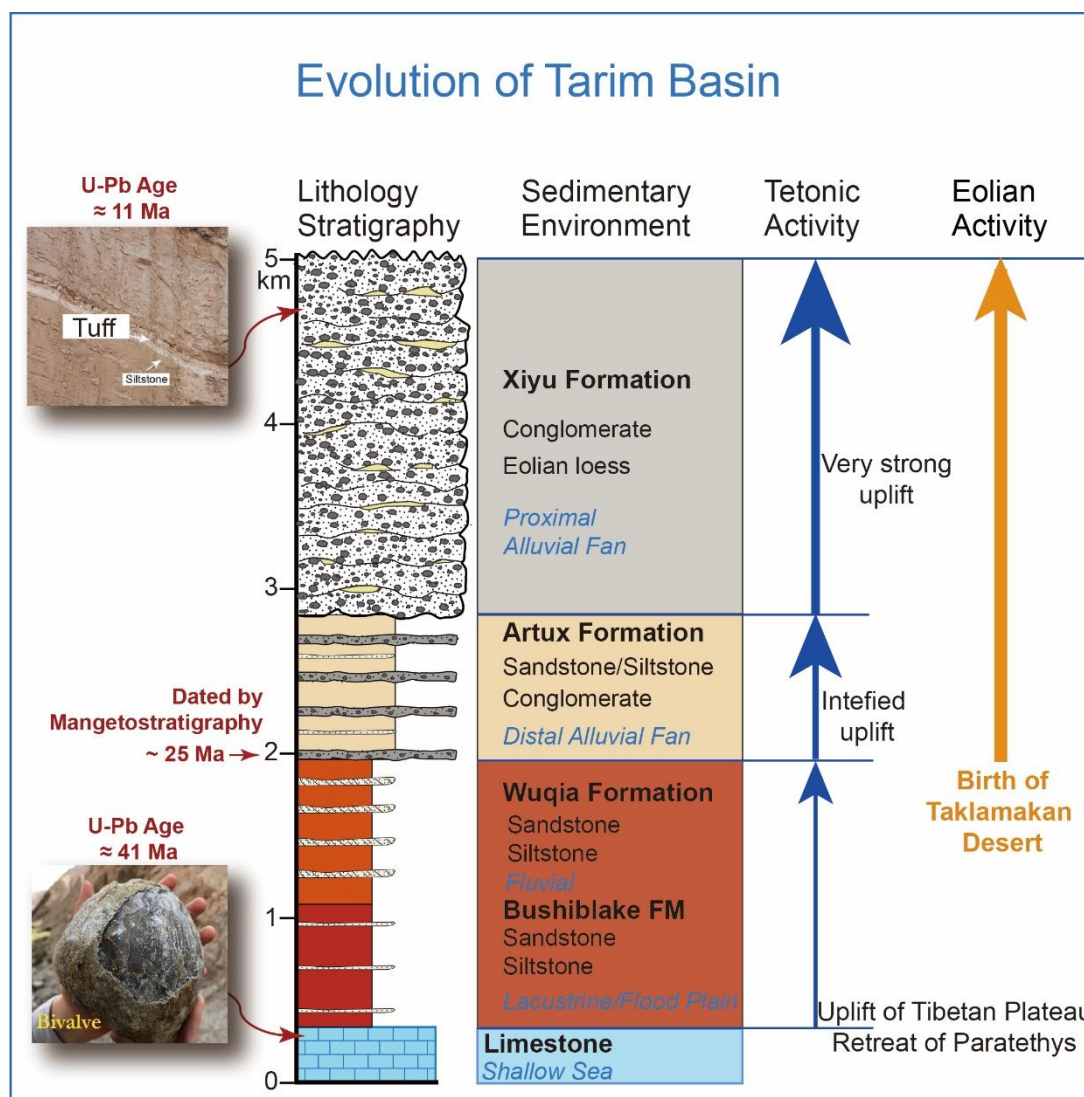 Evolution of Tarim Basin
U-Pb Age
≈ 11 Ma
Tuff
Siltstone
Lithology
Stratigraphy
Sedimentary
Environment
Tetonic
Activity
Eolian
Activity
5
km
4
3
2
1
0
Dated by
Mangetostratigraphy
~ 25 Ma
U-Pb Age
≈ 41 Ma
Bivalve
Xiyu Formation
Conglomerate
Eolian loess
Proximal
Alluvial Fan
Artux Formation
Sandstone/Siltstone
Conglomerate
Distal Alluvial Fan
Wuqia Formation
Sandstone
Siltstone
Fluvial
Bushiblake FM
Sandstone
Siltstone
Lacustrine/Flood Plain
Limestone
Shallow Sea
Very strong
uplift
Intefied
uplift
Uplift of Tibetan Plateau
Retreat of Paratethys
Birth of
Taklamakan
Desert